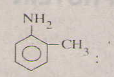 NH₂
CH₃ :